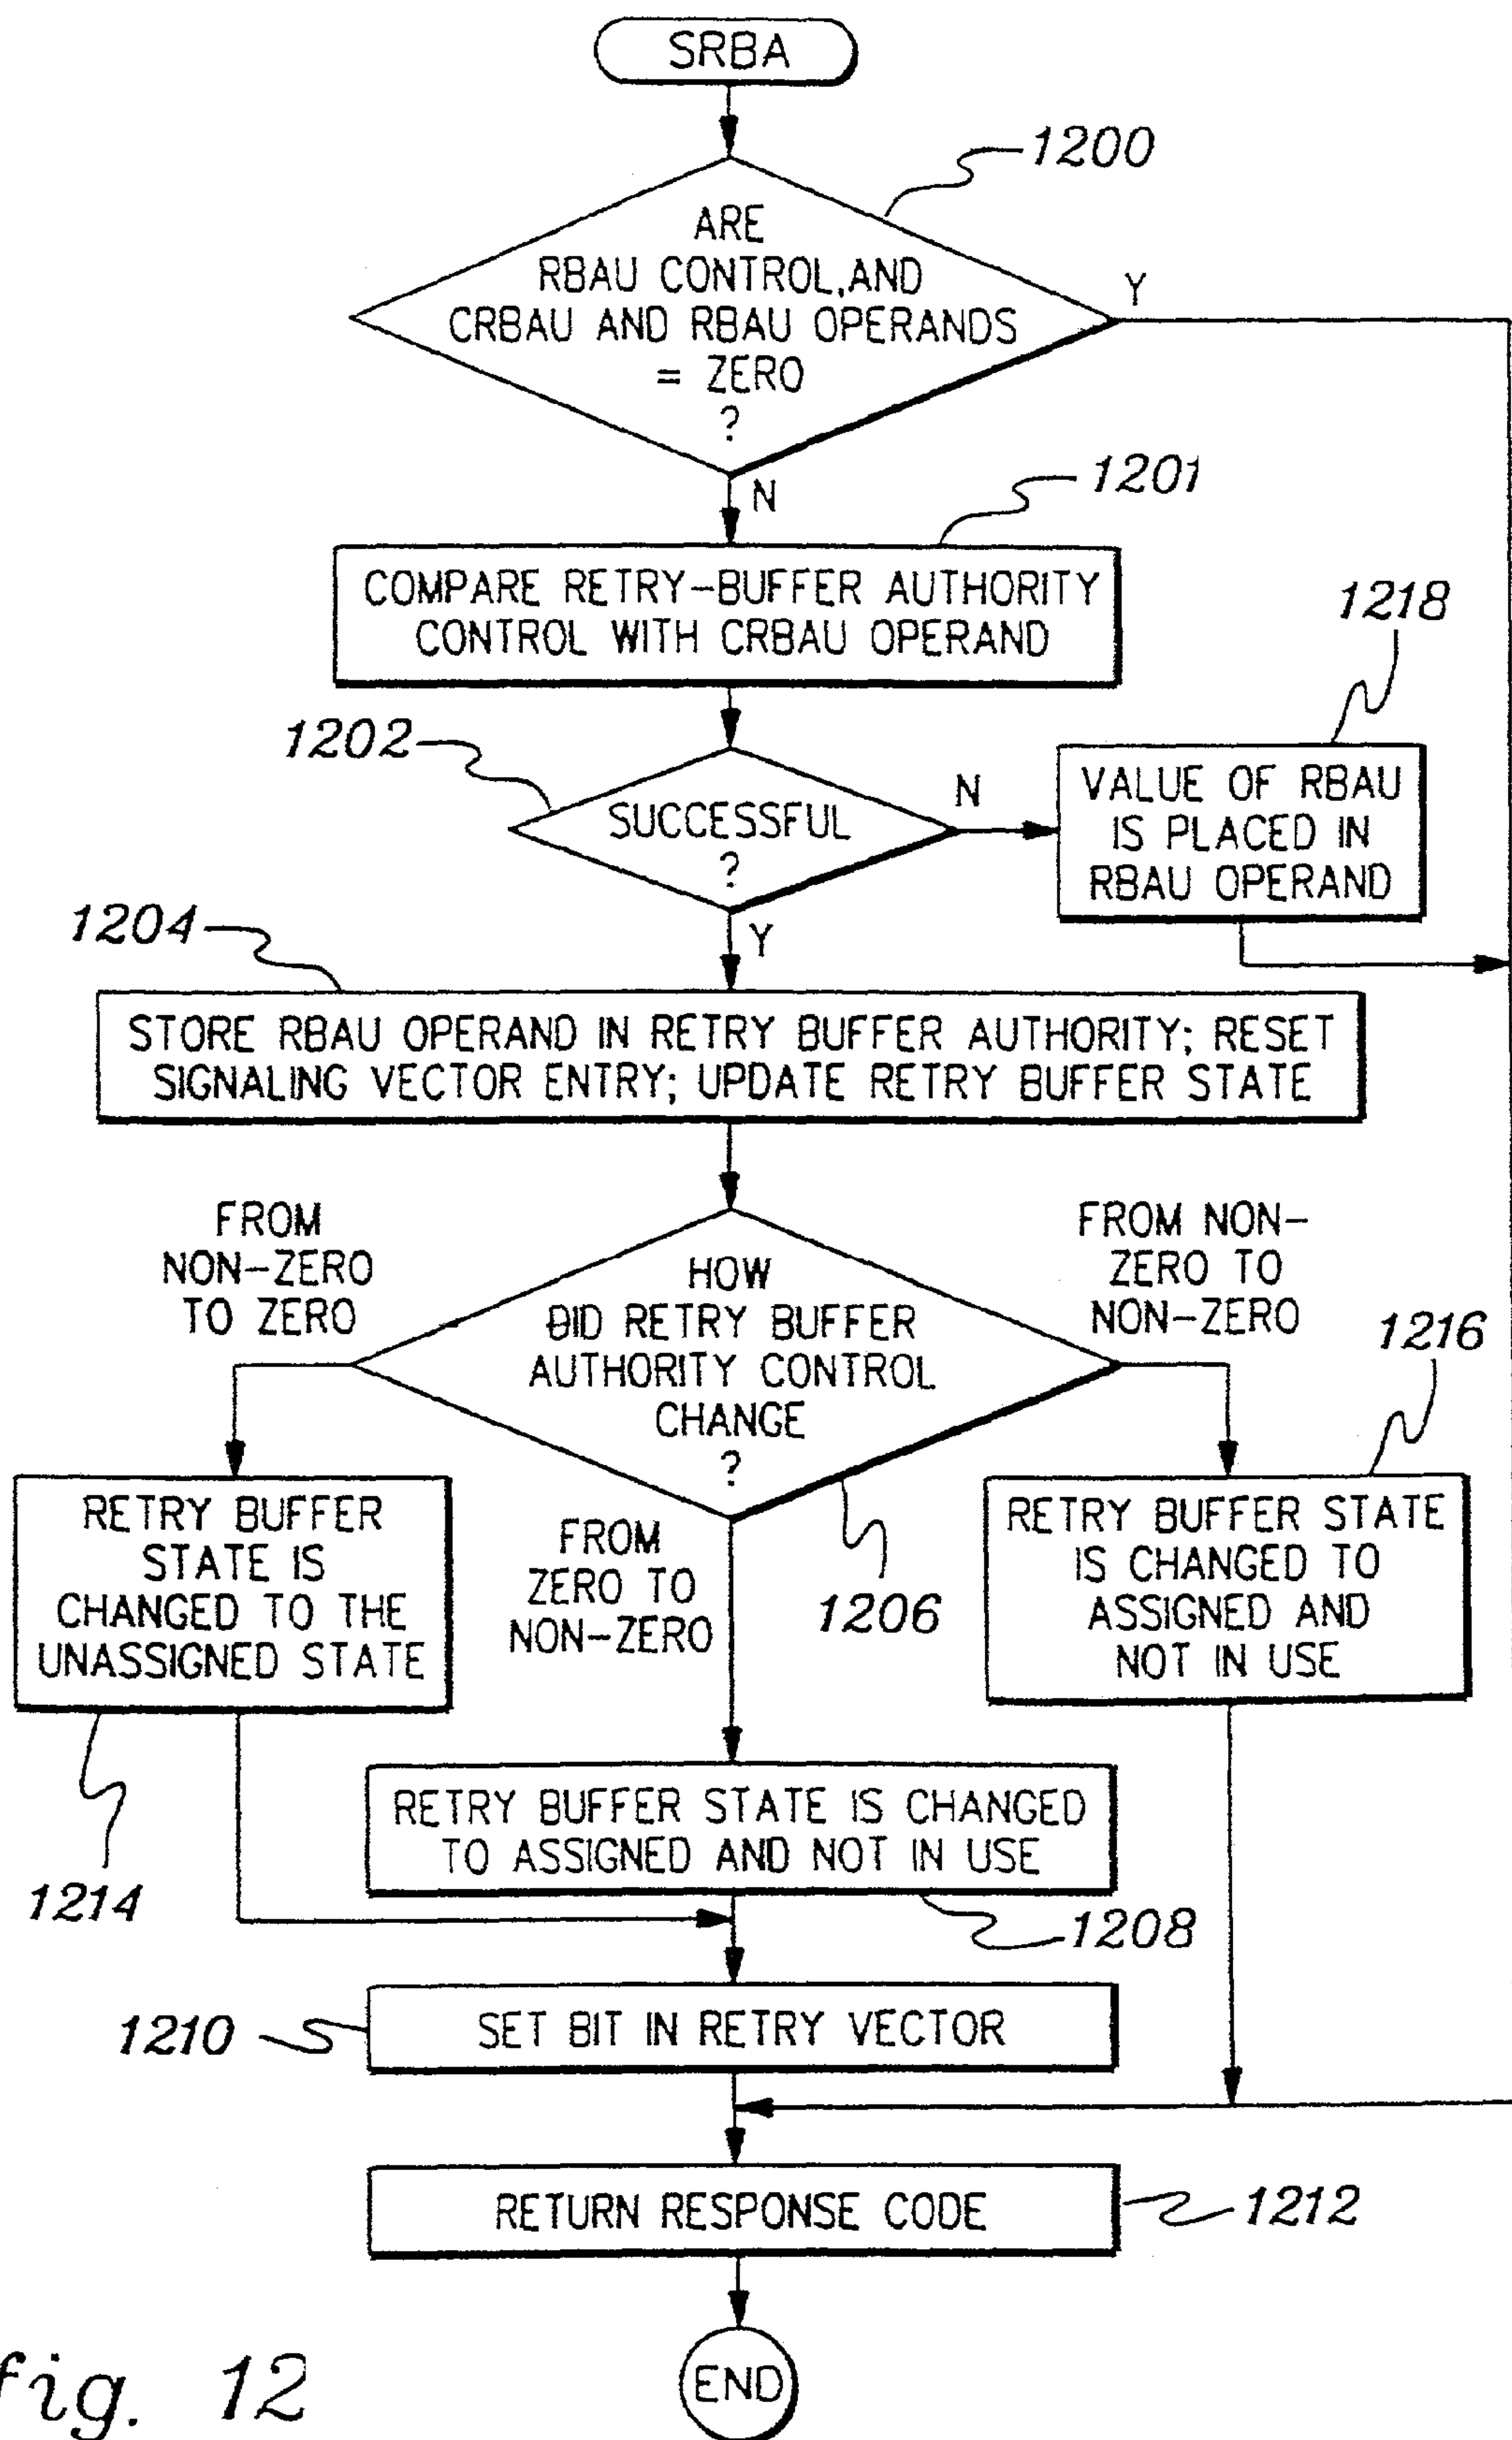 SRBA
1200
ARE
RBAU CONTROL,AND
CRBAU AND RBAU OPERANDS
= ZERO
?
Y
N
1201
COMPARE RETRY-BUFFER AUTHORITY
CONTROL WITH CRBAU OPERAND
1218
1202
SUCCESSFUL
?
N
VALUE OF RBAU
IS PLACED IN
RBAU OPERAND
Y
1204
STORE RBAU OPERAND IN RETRY BUFFER AUTHORITY; RESET
SIGNALING VECTOR ENTRY; UPDATE RETRY BUFFER STATE
FROM
NON-ZERO
TO ZERO
HOW
DID RETRY BUFFER
AUTHORITY CONTROL
CHANGE
?
FROM NON-
ZERO TO
NON-ZERO
1216
RETRY BUFFER
STATE IS
CHANGED TO THE
UNASSIGNED STATE
FROM
ZERO TO
NON-ZERO
1206
RETRY BUFFER STATE
IS CHANGED TO
ASSIGNED AND
NOT IN USE
RETRY BUFFER STATE IS CHANGED
TO ASSIGNED AND NOT IN USE
1214
1208
1210
SET BIT IN RETRY VECTOR
RETURN RESPONSE CODE
1212
END
fig. 12